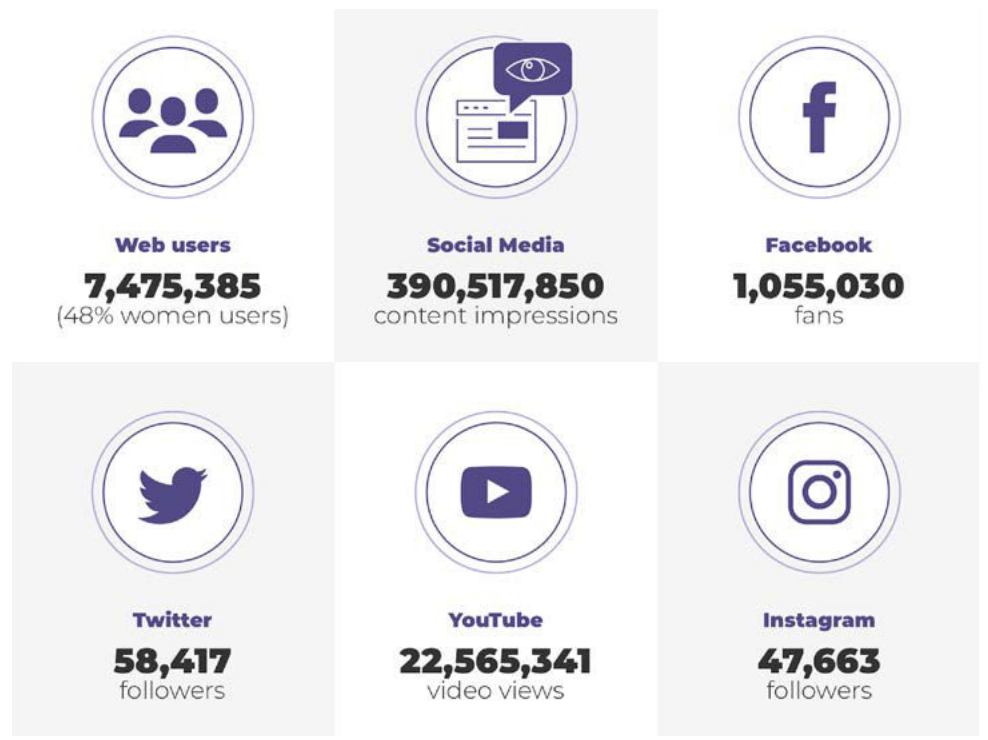 Web users
7,475,385
(48% women users)
Social Media
390,517,850
content impressions
Facebook
1,055,030
fans
Twitter
58,417
followers
YouTube
22,565,341
video views
Instagram
47,663
followers